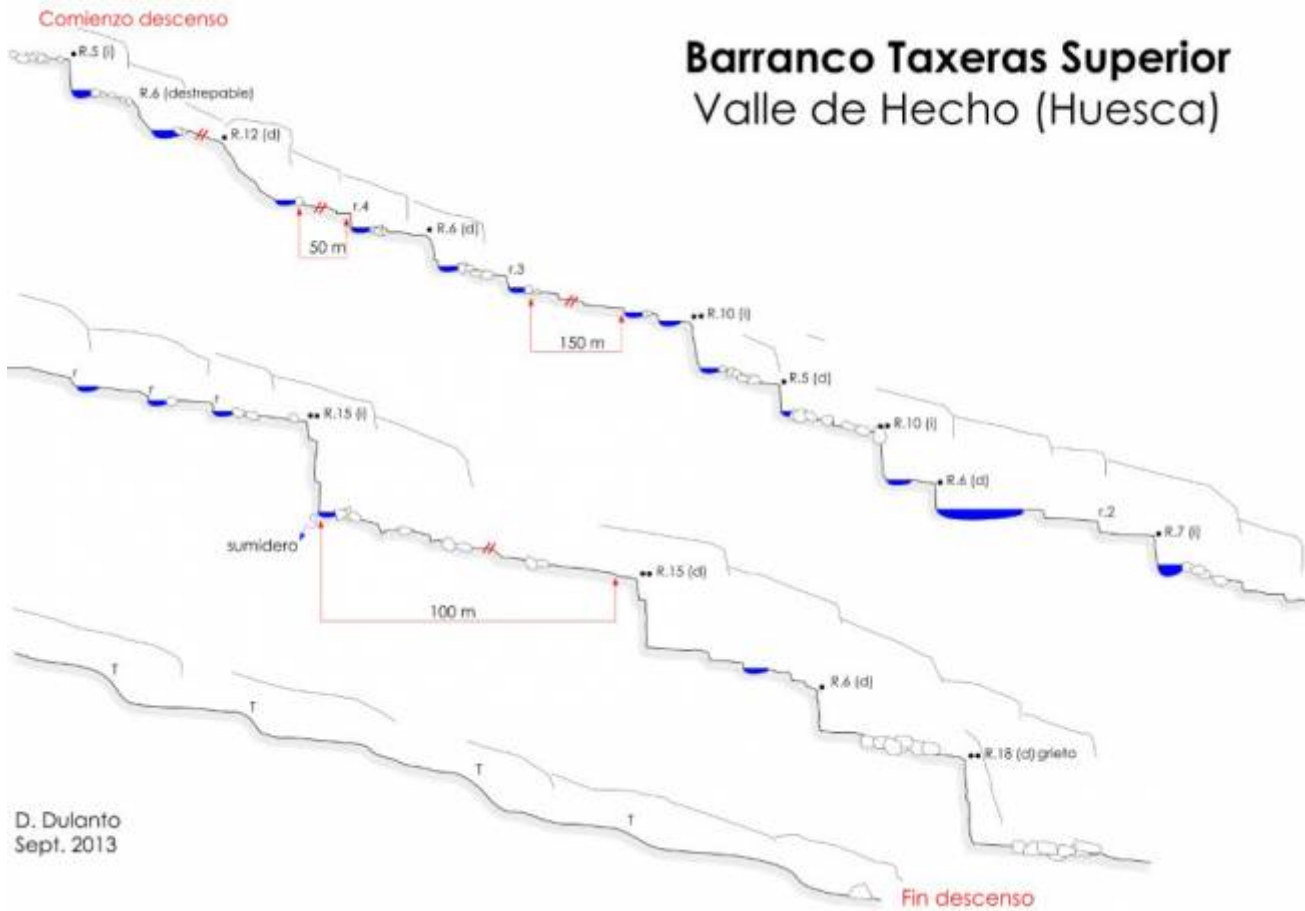 Comienzo descenso
Barranco Taxeras Superior
Valle de Hecho (Huesca)
R.5 (i)
R.6 (destrepable)
R.12 (d)
r.4
50 m
R.6 (d)
r.3
150 m
R.10 (i)
R.5 (d)
R.10 (i)
R.6 (d)
r.2
R.7 (i)
r
r
r
R.15 (i)
sumidero
100 m
R.15 (d)
R.6 (d)
R.18 (d) grieta
T
T
T
T
D. Dulanto
Sept. 2013
Fin descenso